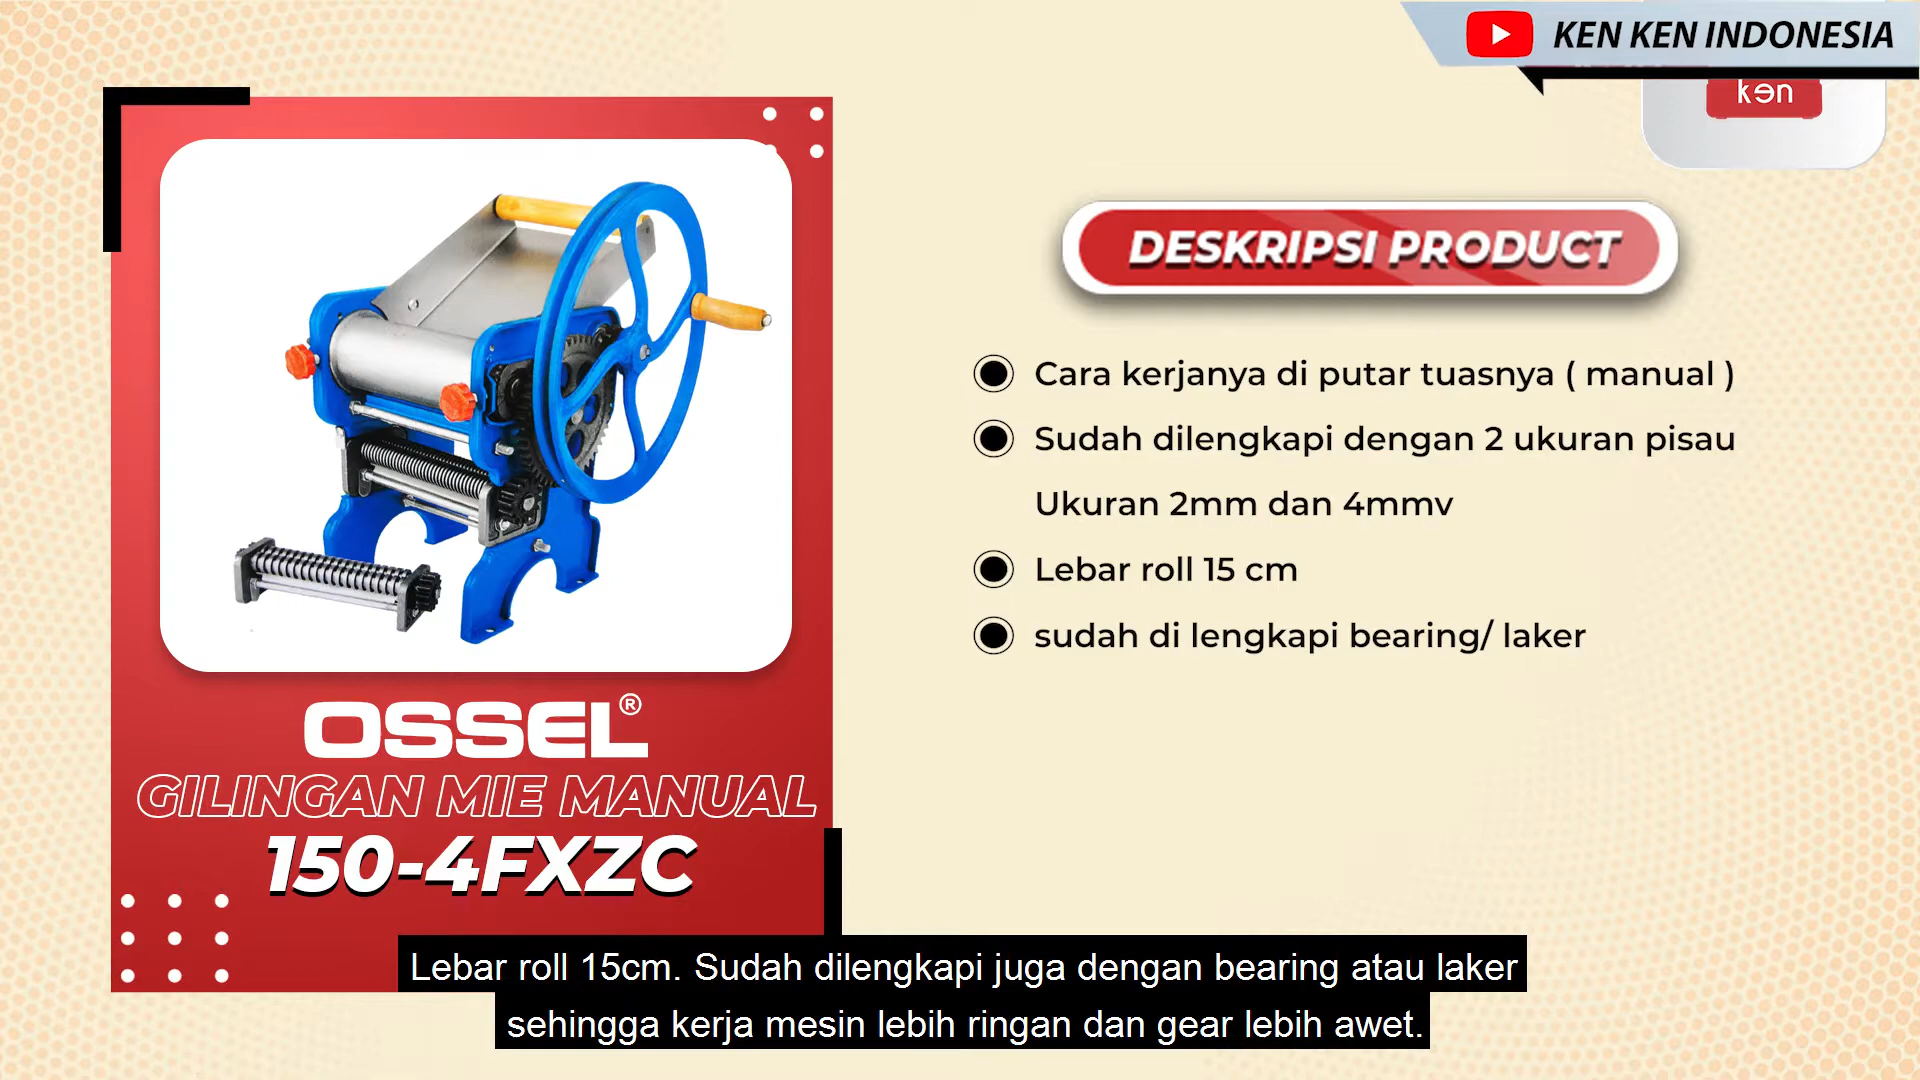 KEN KEN INDONESIA
ken
DESKRIPSI PRODUCT
Cara kerjanya di putar tuasnya ( manual )
Sudah dilengkapi dengan 2 ukuran pisau
Ukuran 2mm dan 4mmv
Lebar roll 15 cm
sudah di lengkapi bearing/ laker
OSSEL®
GILINGAN MIE MANUAL
150-4FXZC
Lebar roll 15cm. Sudah dilengkapi juga dengan bearing atau laker
sehingga kerja mesin lebih ringan dan gear lebih awet.